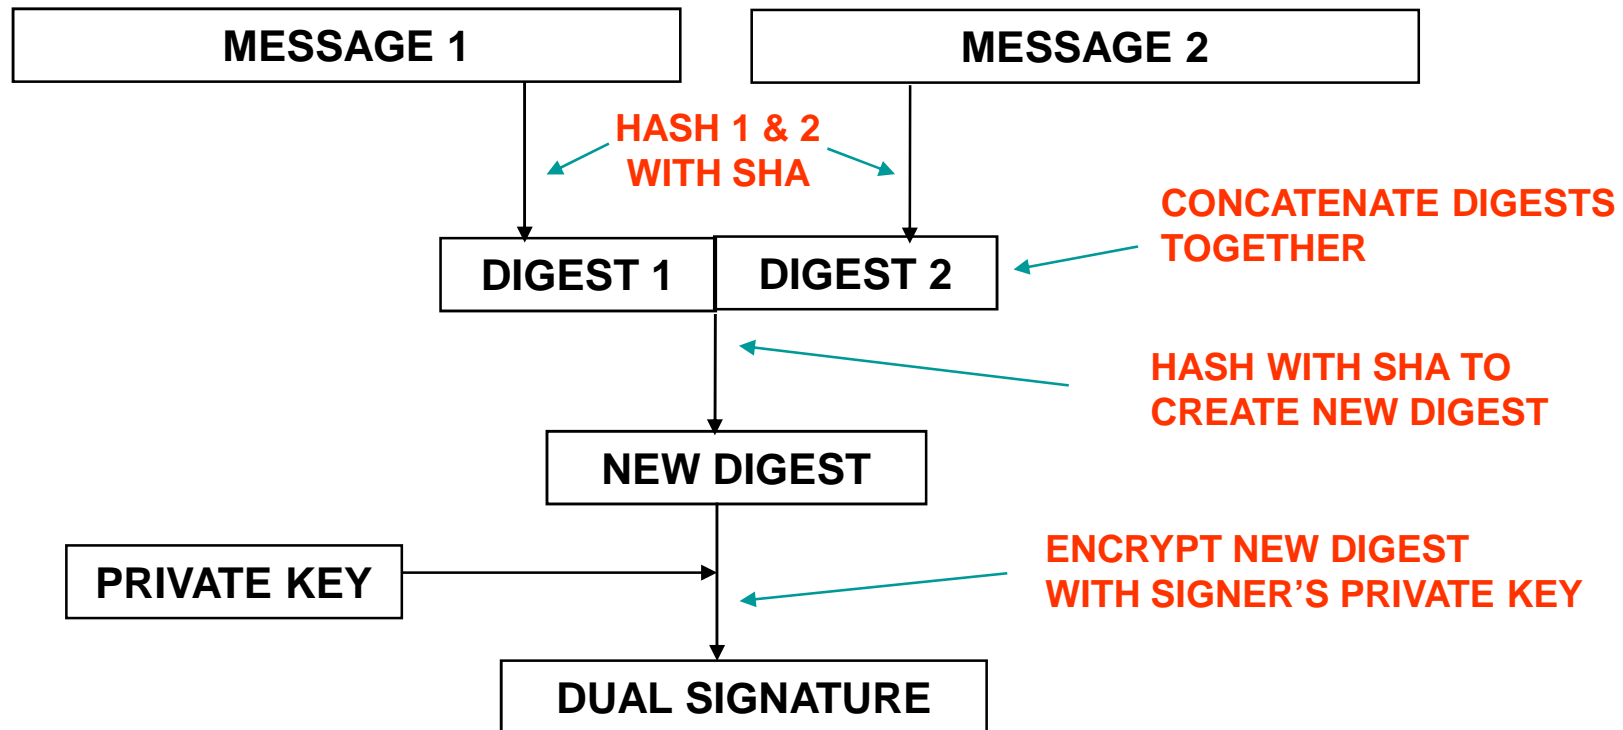 MESSAGE 1
MESSAGE 2
HASH 1 & 2
WITH SHA
CONCATENATE DIGESTS
TOGETHER
DIGEST 1
DIGEST 2
HASH WITH SHA TO
CREATE NEW DIGEST
NEW DIGEST
ENCRYPT NEW DIGEST
WITH SIGNER'S PRIVATE KEY
PRIVATE KEY
DUAL SIGNATURE